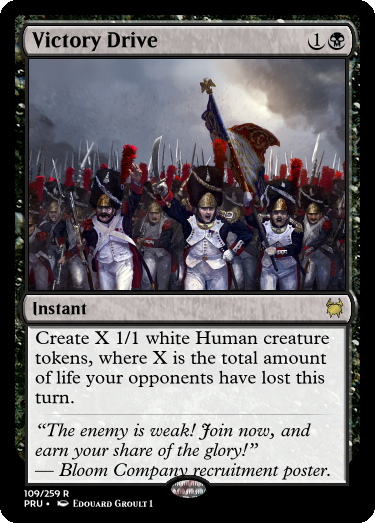 Victory Drive 1
Instant
Create X 1/1 white Human creature
tokens, where X is the total amount
of life your opponents have lost this
turn.
“The enemy is weak! Join now, and
earn your share of the glory!”
— Bloom Company recruitment poster.
109/259 R
PRU • Edouard Groult I